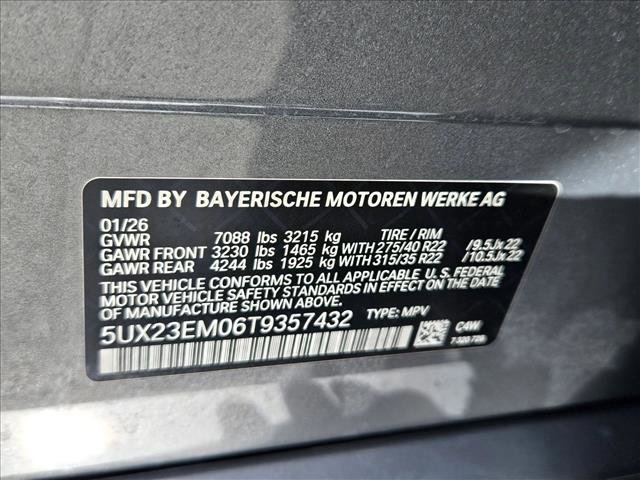 MFD BY BAYERISCHE MOTOREN WERKE AG
01/26
GVWR 7088 lbs 3215 kg TIRE / RIM
GAWR FRONT 3230 lbs 1465 kg WITH 275/40 R22 /9.5Jx22
GAWR REAR 4244 lbs 1925 kg WITH 315/35 R22 /10.5Jx22
THIS VEHICLE CONFORMS TO ALL APPLICABLE U.S. FEDERAL
MOTOR VEHICLE SAFETY STANDARDS IN EFFECT ON THE
DATE OF MANUFACTURE SHOWN ABOVE.
5UX23EM06T9357432 TYPE: MPV
C4W